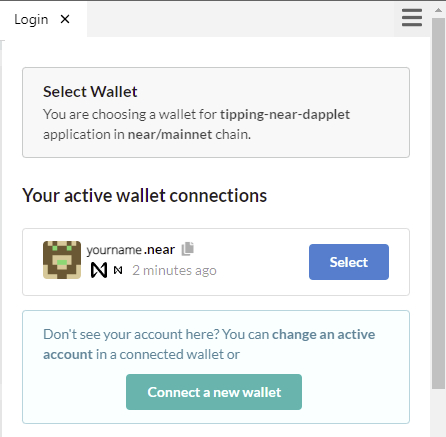 Login ✕
Select Wallet
You are choosing a wallet for tipping-near-dapplet
application in near/mainnet chain.
Your active wallet connections
yourname.near
2 minutes ago
Select
Don't see your account here? You can change an active
account in a connected wallet or
Connect a new wallet